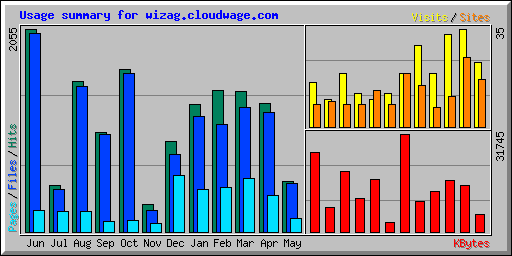 Usage summary for wizag.cloudwage.com
Visits / Sites
2055
35
Pages / Files / Hits
31745
Jun Jul Aug Sep Oct Nov Dec Jan Feb Mar Apr May
KBytes